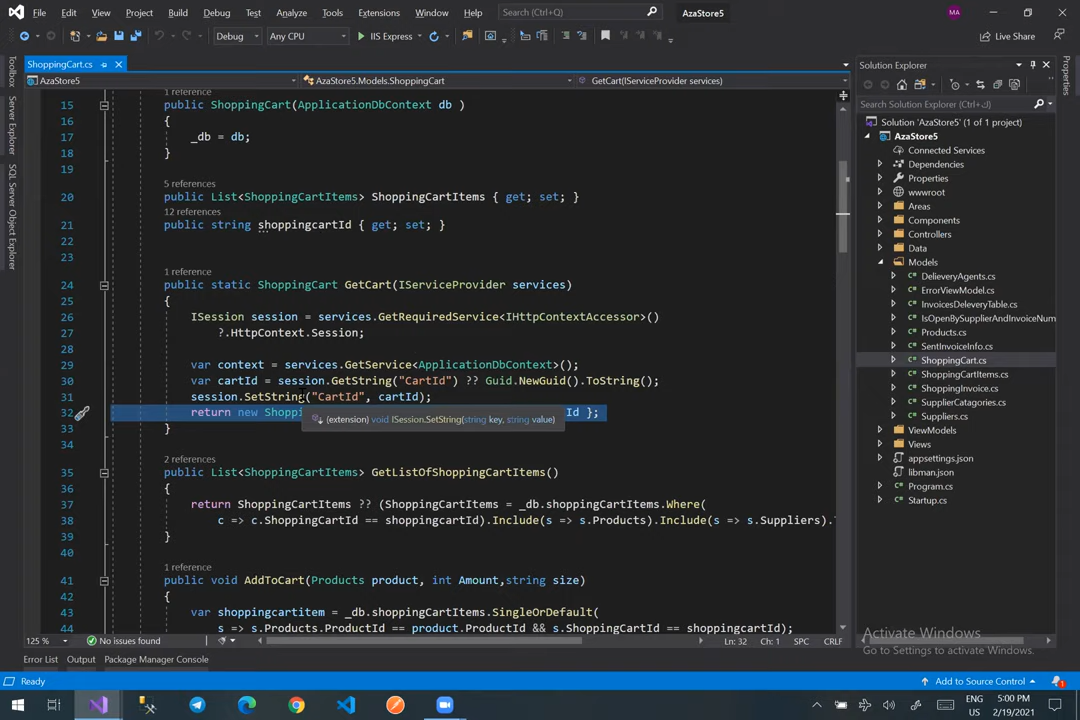 File Edit View Project Build Debug Test Analyze Tools Extensions Window Help Search (Ctrl+Q) AzaStore5 MA
Debug Any CPU IIS Express Live Share
ShoppingCart.cs
AzaStore5 AzaStore5.Models.ShoppingCart GetCart(IServiceProvider services)
Toolbox
Server Explorer
SQL Server Object Explorer
1 reference
15 public ShoppingCart(ApplicationDbContext db )
16 {
17 _db = db;
18 }
19
5 references
20 public List<ShoppingCartItems> ShoppingCartItems { get; set; }
12 references
21 public string shoppingcartId { get; set; }
22
23
1 reference
24 public static ShoppingCart GetCart(IServiceProvider services)
25 {
26 ISession session = services.GetRequiredService<IHttpContextAccessor>()
27 ?.HttpContext.Session;
28
29 var context = services.GetService<ApplicationDbContext>();
30 var cartId = session.GetString("CartId") ?? Guid.NewGuid().ToString();
31 session.SetString("CartId", cartId);
32 return new Shoppi Id };
(extension) void ISession.SetString(string key, string value)
33 }
34
2 references
35 public List<ShoppingCartItems> GetListOfShoppingCartItems()
36 {
37 return ShoppingCartItems ?? (ShoppingCartItems = _db.shoppingCartItems.Where(
38 c => c.ShoppingCartId == shoppingcartId).Include(s => s.Products).Include(s => s.Suppliers).
39 }
40
1 reference
41 public void AddToCart(Products product, int Amount,string size)
42 {
43 var shoppingcartitem = _db.shoppingCartItems.SingleOrDefault(
44 s => s.Products.ProductId == product.ProductId && s.ShoppingCartId == shoppingcartId);
125 % No issues found Ln: 32 Ch: 1 SPC CRLF
Error List Output Package Manager Console
Solution Explorer
Search Solution Explorer
Solution 'AzaStore5' (1 of 1 project)
AzaStore5
Connected Services
Dependencies
Properties
wwwroot
Areas
Components
Controllers
Data
Models
DelieveryAgents.cs
ErrorViewModel.cs
InvoicesDeleveryTable.cs
IsOpenBySupplierAndInvoiceNum
Products.cs
SentInvoiceInfo.cs
ShoppingCart.cs
ShoppingCartItems.cs
ShoppingInvoice.cs
SupplierCatagories.cs
Suppliers.cs
ViewModels
Views
appsettings.json
libman.json
Program.cs
Startup.cs
Properties
Activate Windows
Go to Settings to activate Windows.
Ready Add to Source Control 1
ENG
US
5:00 PM
2/19/2021